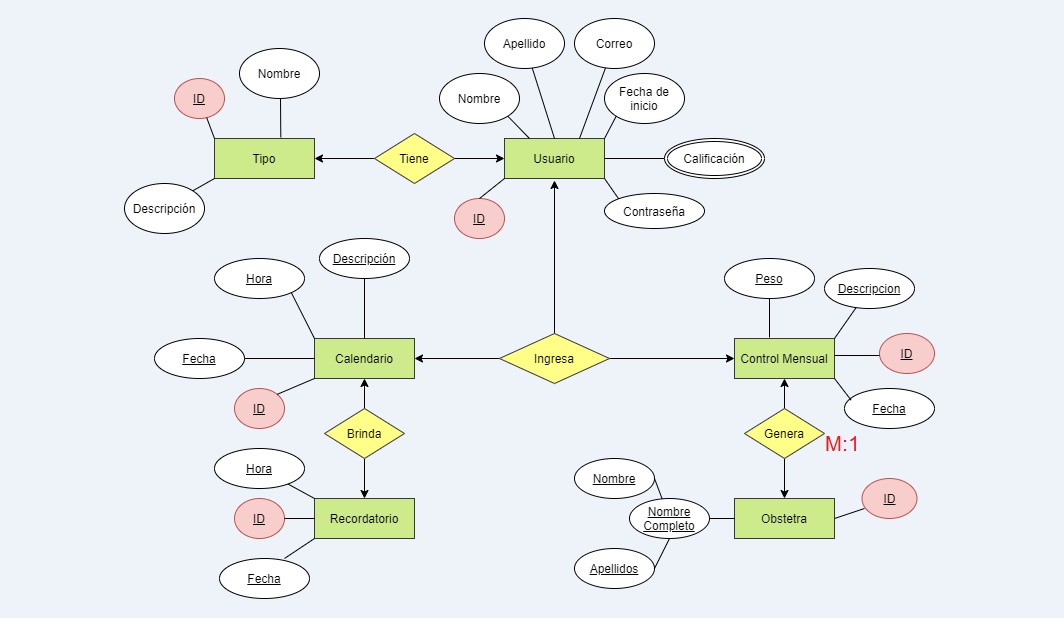 Apellido
Correo
Nombre
ID
Nombre
Fecha de
inicio
Tipo
Tiene
Usuario
Calificación
Descripción
ID
Contraseña
Hora
Descripción
Peso
Descripcion
Fecha
Calendario
Ingresa
Control Mensual
ID
ID
Fecha
Brinda
Genera
M:1
Hora
Nombre
ID
ID
Recordatorio
Nombre
Completo
Obstetra
Fecha
Apellidos